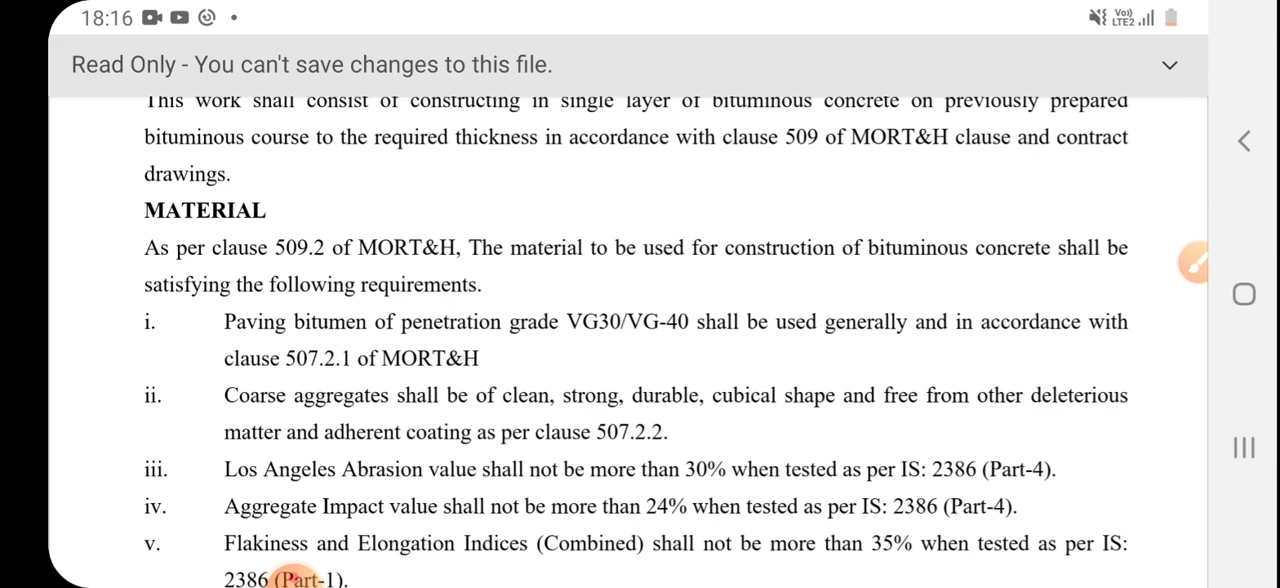 18:16
Vo)) LTE2
Read Only - You can't save changes to this file.
This work shall consist of constructing in single layer of bituminous concrete on previously prepared
bituminous course to the required thickness in accordance with clause 509 of MORT&H clause and contract
drawings.
MATERIAL
As per clause 509.2 of MORT&H, The material to be used for construction of bituminous concrete shall be
satisfying the following requirements.
i. Paving bitumen of penetration grade VG30/VG-40 shall be used generally and in accordance with
clause 507.2.1 of MORT&H
ii. Coarse aggregates shall be of clean, strong, durable, cubical shape and free from other deleterious
matter and adherent coating as per clause 507.2.2.
iii. Los Angeles Abrasion value shall not be more than 30% when tested as per IS: 2386 (Part-4).
iv. Aggregate Impact value shall not be more than 24% when tested as per IS: 2386 (Part-4).
v. Flakiness and Elongation Indices (Combined) shall not be more than 35% when tested as per IS:
2386 (Part-1).